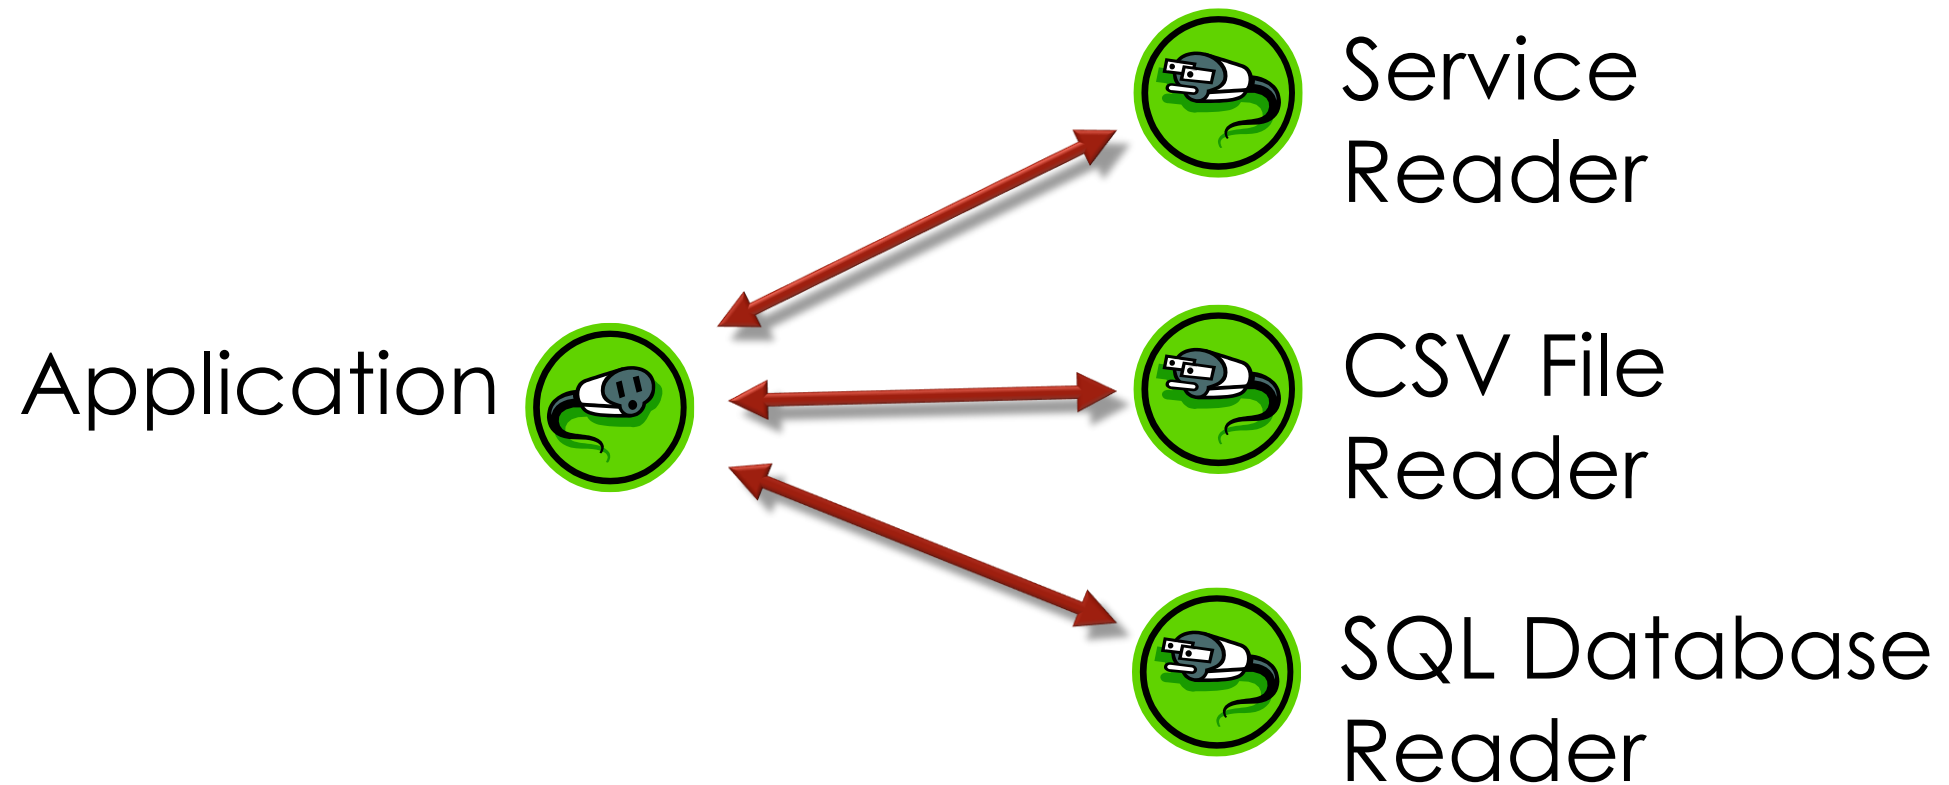 Service
Reader
Application
CSV File
Reader
SQL Database
Reader